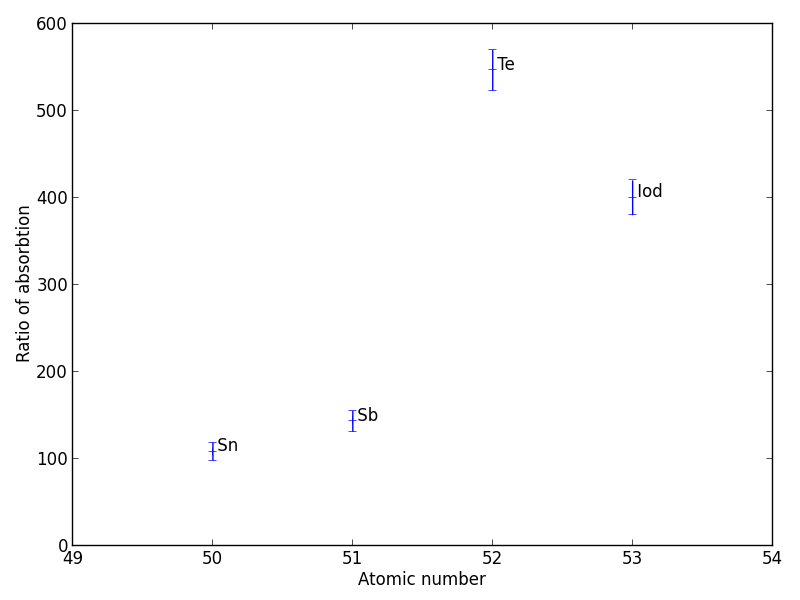 600
500
400
300
200
100
0
Ratio of absorbtion
Te
Iod
Sb
Sn
49 50 51 52 53 54
Atomic number